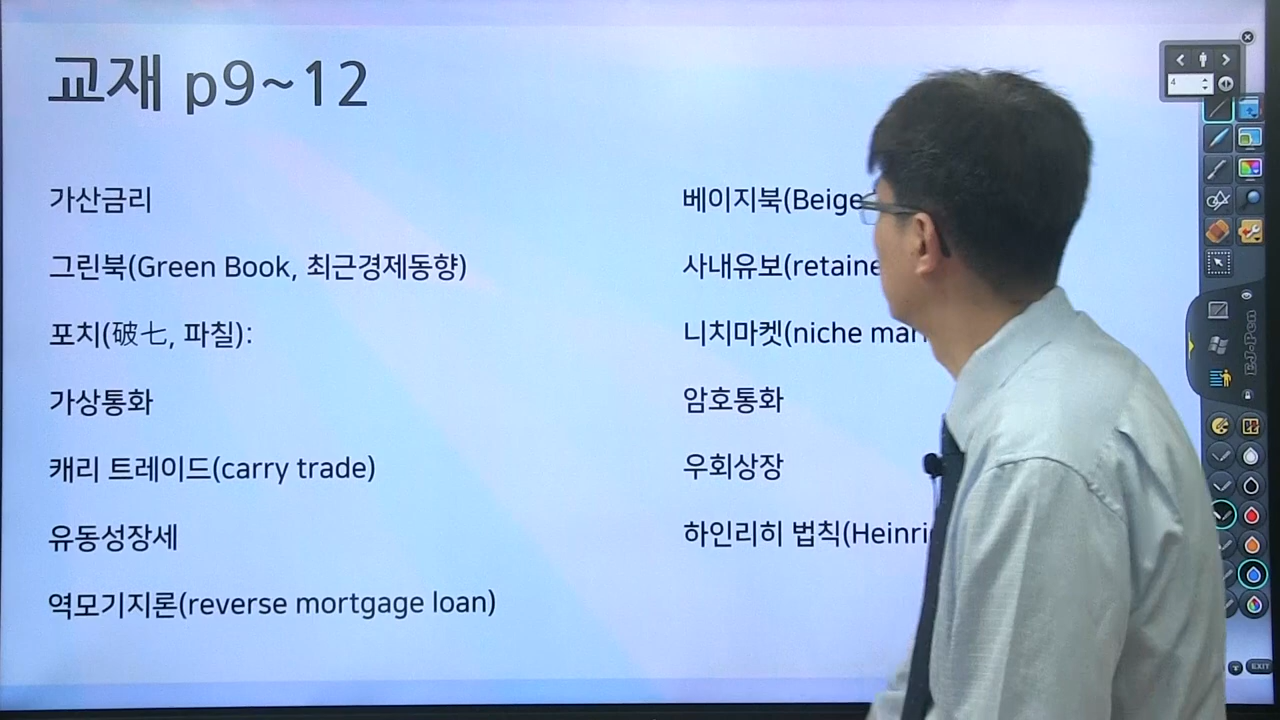 교재 p9~12
가산금리
그린북(Green Book, 최근경제동향)
포치(破七, 파칠):
가상통화
캐리 트레이드(carry trade)
유동성장세
역모기지론(reverse mortgage loan)
베이지북(Beige
사내유보(retaine
니치마켓(niche mar
암호통화
우회상장
하인리히 법칙(Heinri
4
EJ-Pen
EXIT